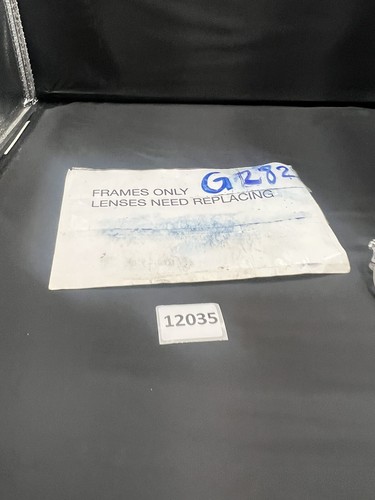 G282
FRAMES ONLY
LENSES NEED REPLACING
12035